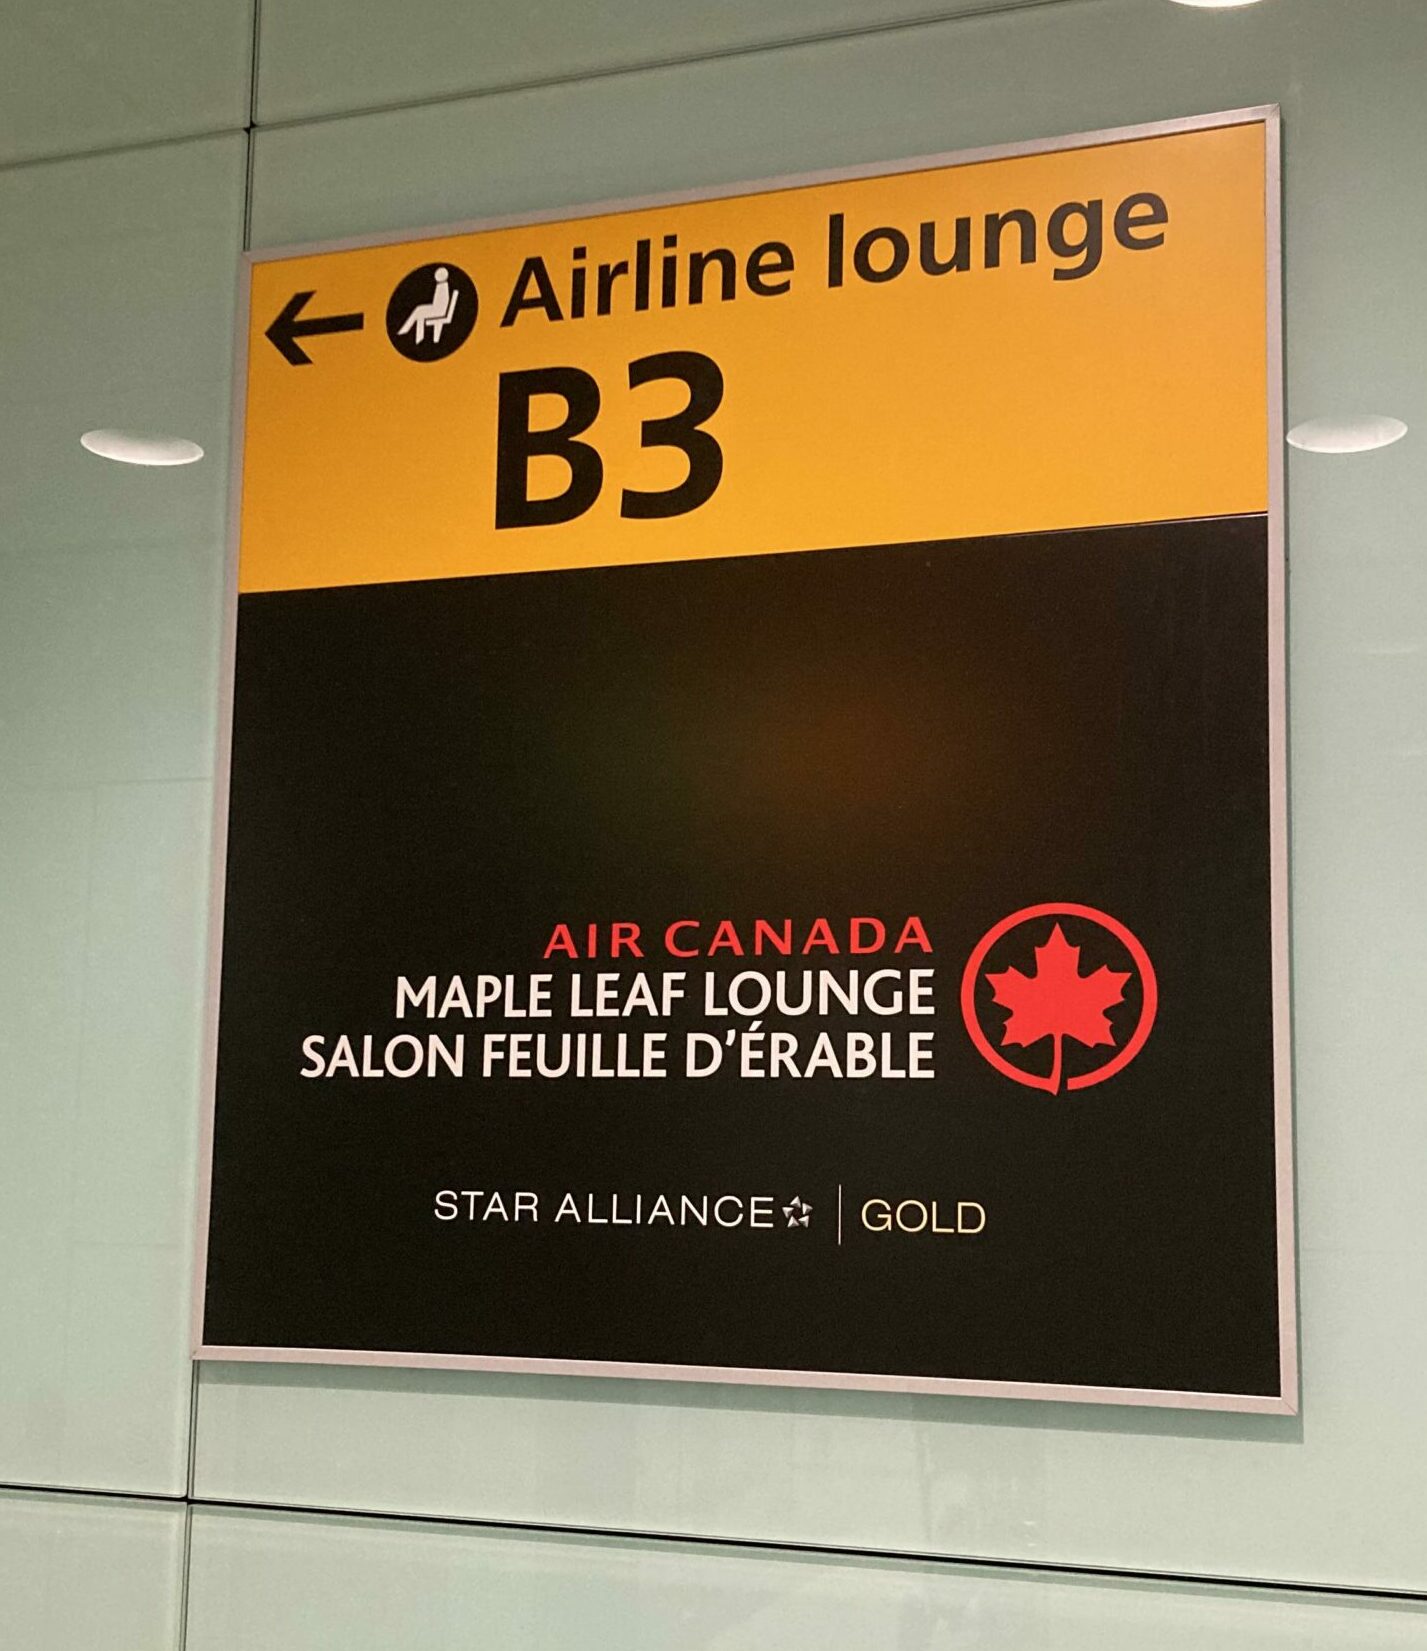 Airline lounge
B3
AIR CANADA
MAPLE LEAF LOUNGE
SALON FEUILLE D'ÉRABLE
STAR ALLIANCE | GOLD